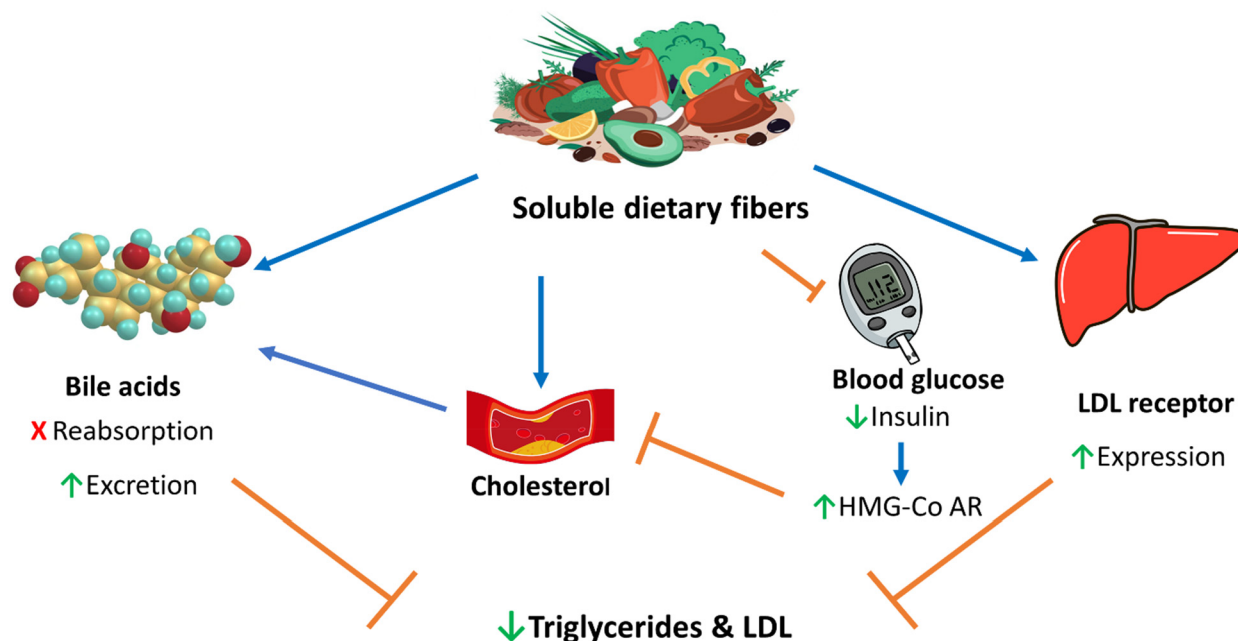 Soluble dietary fibers
112
Bile acids
X Reabsorption
↑Excretion
Cholesterol
Blood glucose
↓Insulin
↑HMG-Co AR
LDL receptor
↑Expression
↓Triglycerides & LDL